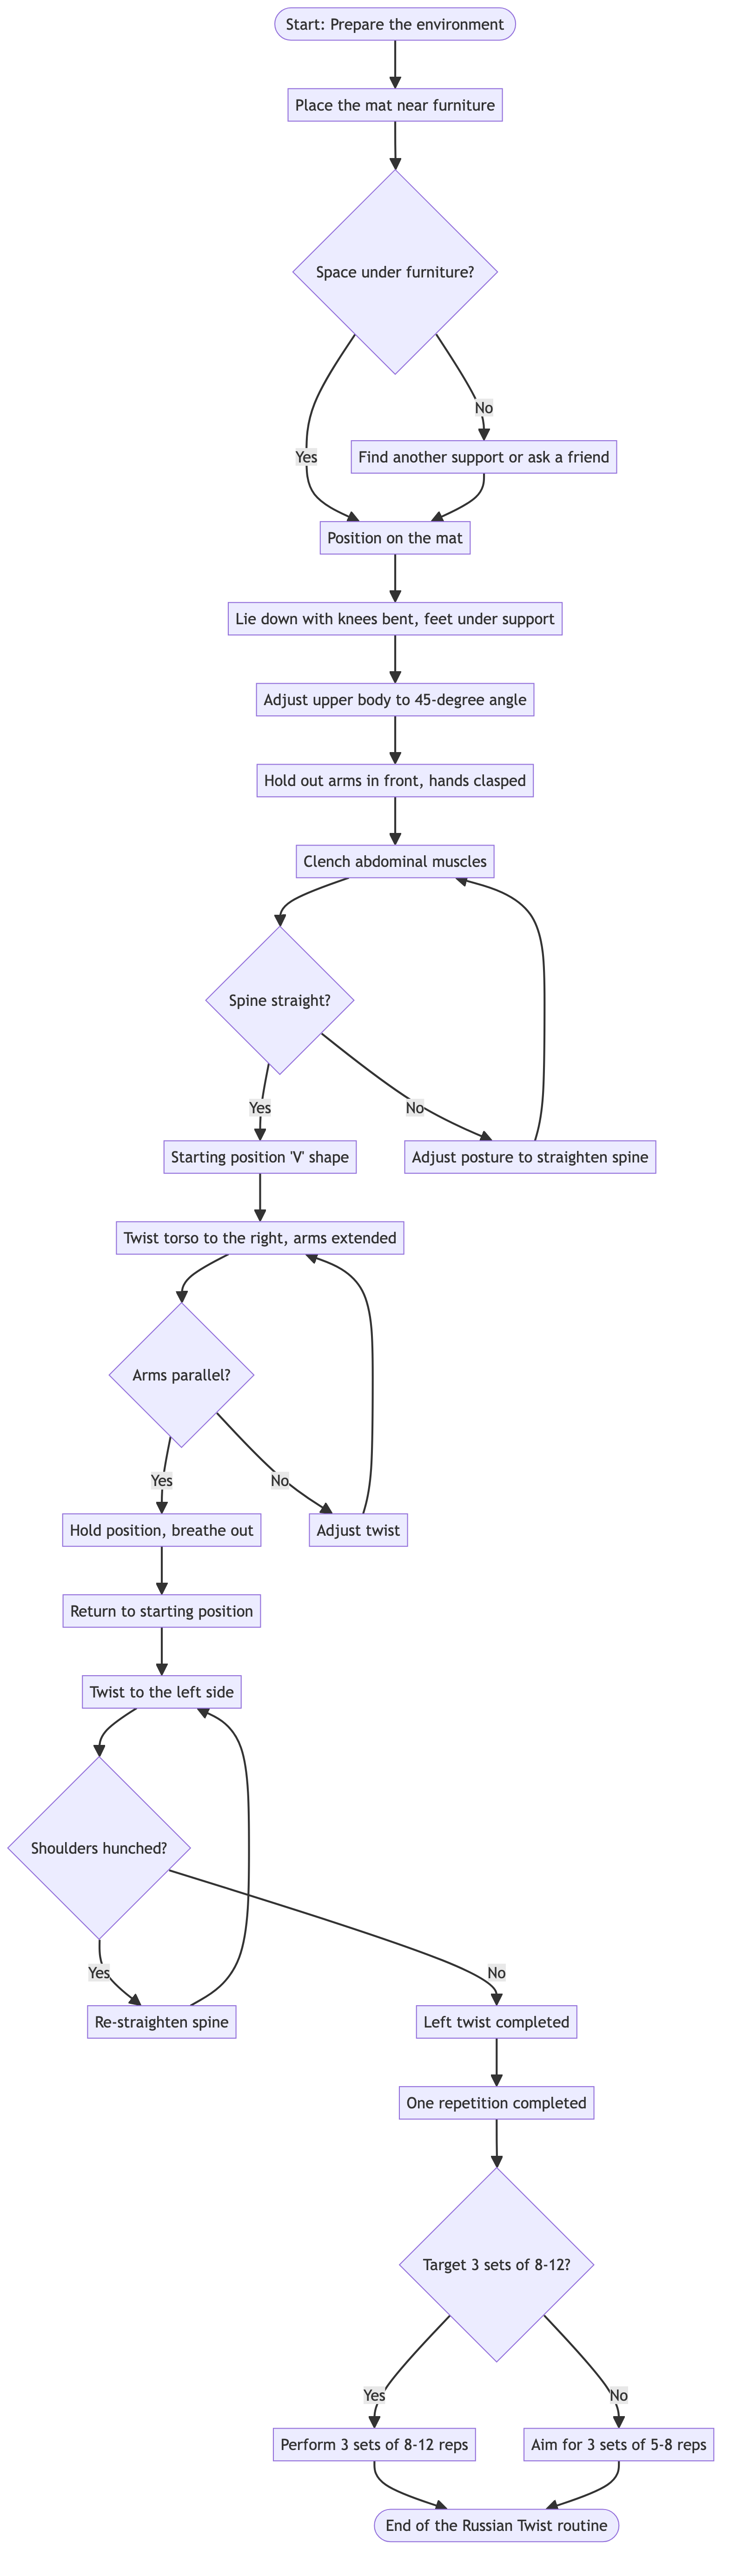 Start: Prepare the environment
Place the mat near furniture
Space under furniture?
No
Yes
Find another support or ask a friend
Position on the mat
Lie down with knees bent, feet under support
Adjust upper body to 45-degree angle
Hold out arms in front, hands clasped
Clench abdominal muscles
Spine straight?
Yes
No
Starting position 'V' shape
Adjust posture to straighten spine
Twist torso to the right, arms extended
Arms parallel?
Yes
No
Hold position, breathe out
Adjust twist
Return to starting position
Twist to the left side
Shoulders hunched?
Yes
No
Re-straighten spine
Left twist completed
One repetition completed
Target 3 sets of 8-12?
Yes
No
Perform 3 sets of 8-12 reps
Aim for 3 sets of 5-8 reps
End of the Russian Twist routine